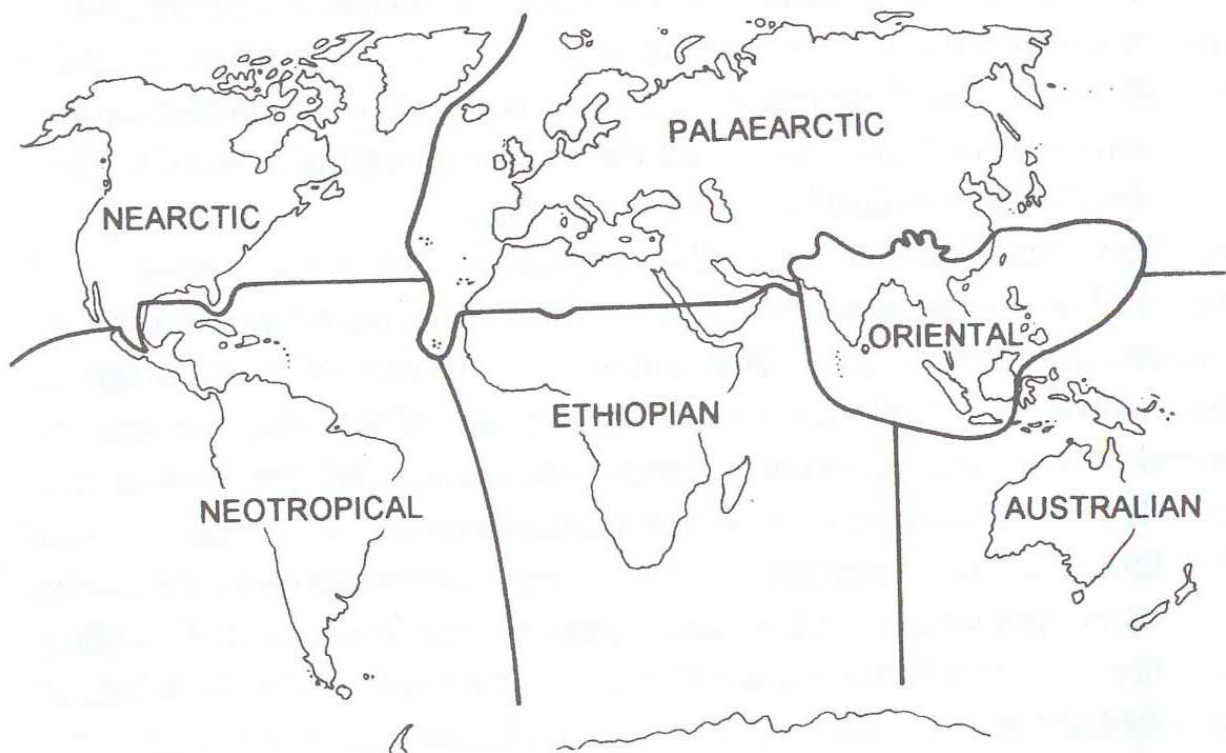 PALAEARCTIC
NEARCTIC
ORIENTAL
ETHIOPIAN
NEOTROPICAL
AUSTRALIAN